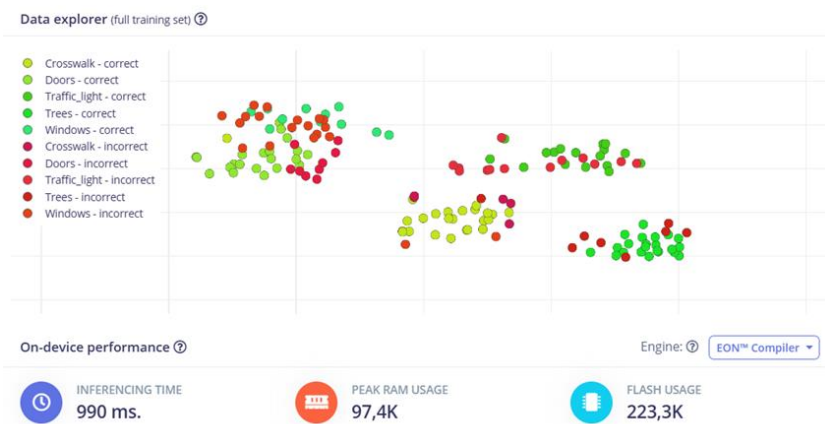 Data explorer (full training set) ?
Crosswalk - correct
Doors - correct
Traffic_light - correct
Trees - correct
Windows - correct
Crosswalk - incorrect
Doors - incorrect
Traffic_light - incorrect
Trees - incorrect
Windows - incorrect
On-device performance ?
Engine: ? EON™ Compiler
INFERENCING TIME
990 ms.
PEAK RAM USAGE
97,4K
FLASH USAGE
223,3K